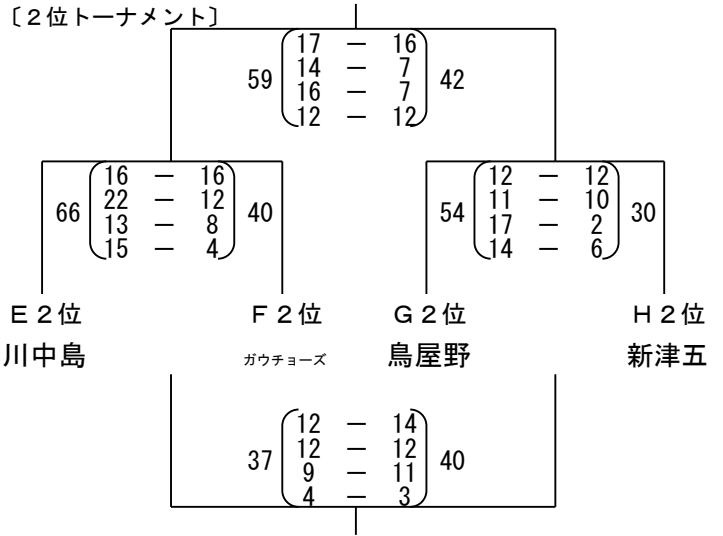 〔２位トーナメント〕
59 17 － 16 42
14 － 7
16 － 7
12 － 12
66 16 － 16 40
22 － 12
13 － 8
15 － 4
54 12 － 12 30
11 － 10
17 － 2
14 － 6
Ｅ２位 Ｆ２位 Ｇ２位 Ｈ２位
川中島 ガウチョーズ 鳥屋野 新津五
37 12 － 14 40
12 － 12
9 － 11
4 － 3